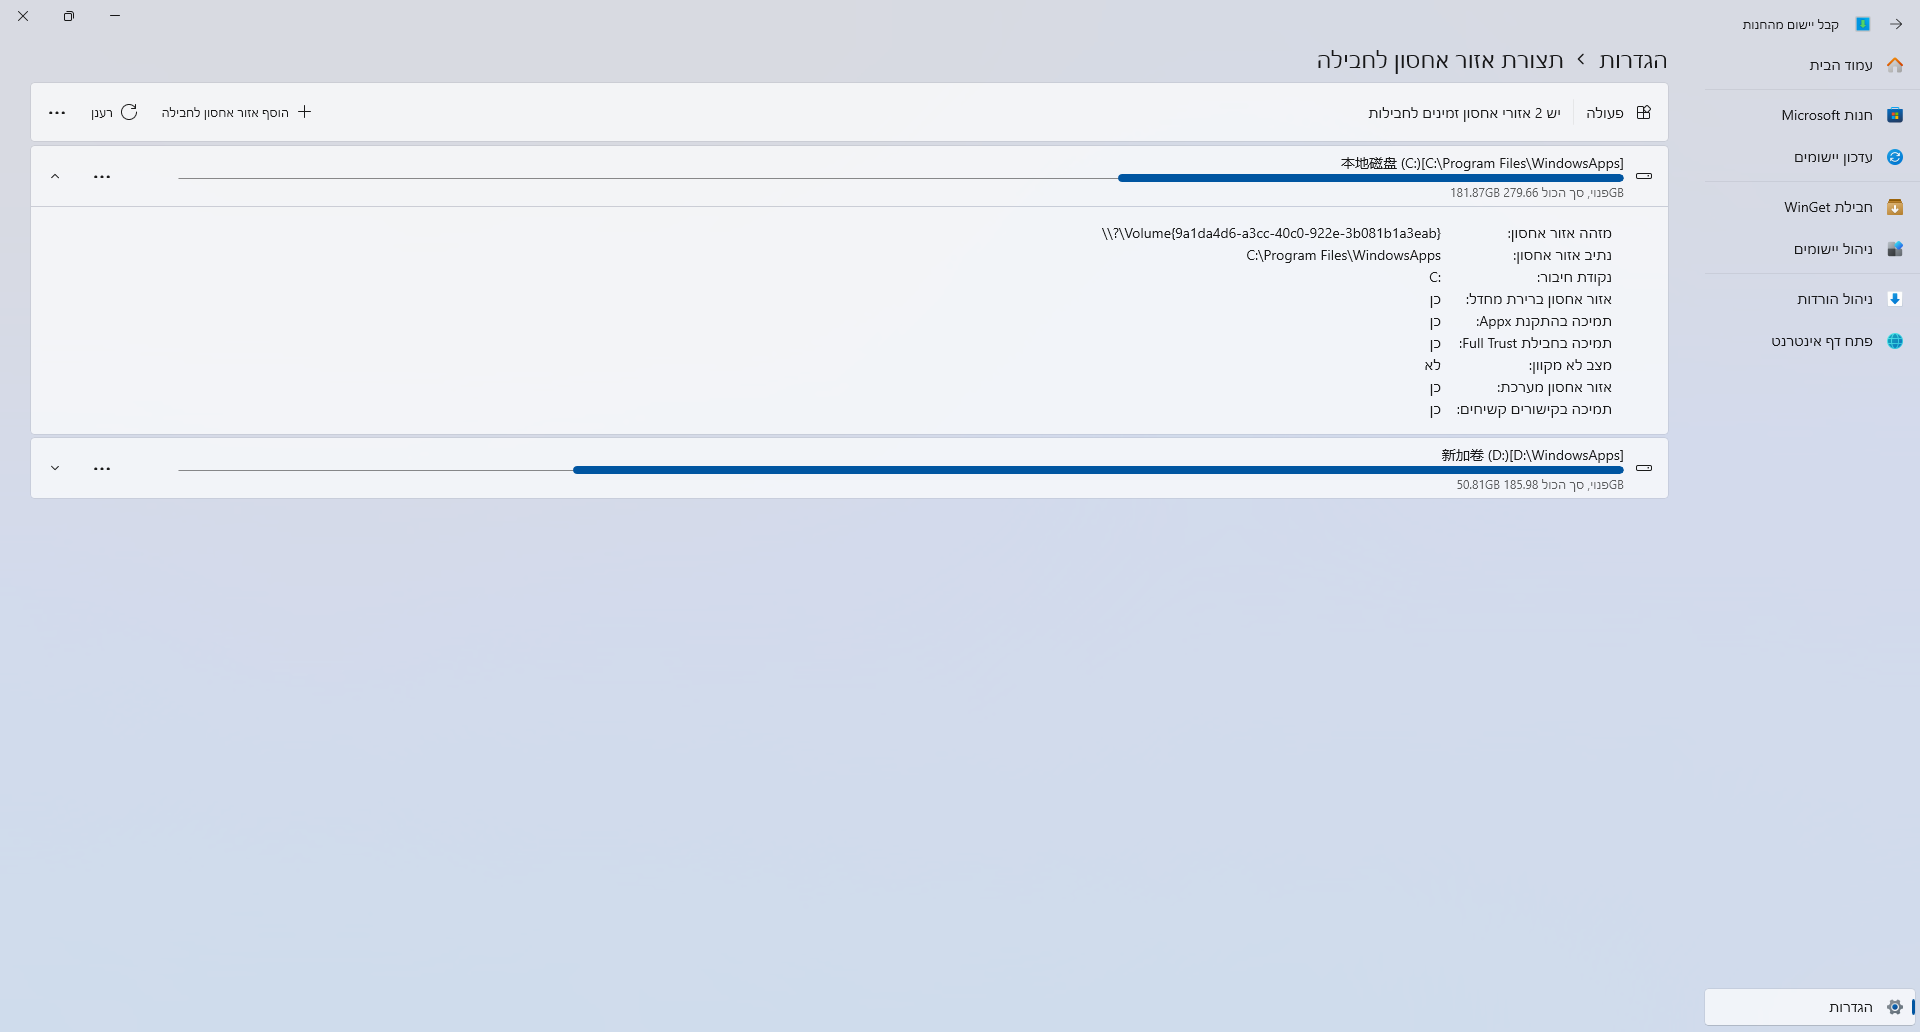 קבל יישום מהחנות
עמוד הבית
חנות Microsoft
עדכון יישומים
חבילת WinGet
ניהול יישומים
ניהול הורדות
פתח דף אינטרנט
הגדרות
הגדרות › תצורת אזור אחסון לחבילה
פעולה
יש 2 אזורי אחסון זמינים לחבילות
הוסף אזור אחסון לחבילה
רענן
本地磁盘 (C:)[C:\Program Files\WindowsApps]
181.87GB פנוי, סך הכול 279.66GB
מזהה אזור אחסון: \\?\Volume{9a1da4d6-a3cc-40c0-922e-3b081b1a3eab}
נתיב אזור אחסון: C:\Program Files\WindowsApps
נקודת חיבור: C:
אזור אחסון ברירת מחדל: כן
תמיכה בהתקנת Appx: כן
תמיכה בחבילת Full Trust: כן
מצב לא מקוון: לא
אזור אחסון מערכת: כן
תמיכה בקישורים קשיחים: כן
新加卷 (D:)[D:\WindowsApps]
50.81GB פנוי, סך הכול 185.98GB